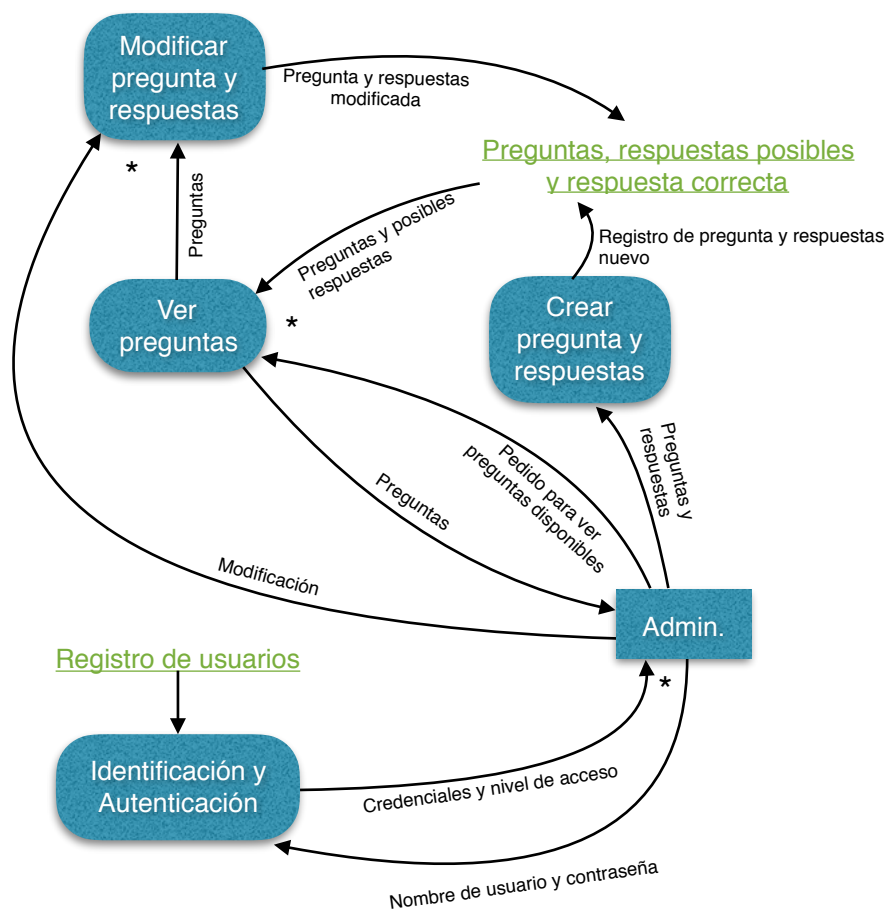 Modificar
pregunta y
respuestas
Pregunta y respuestas
modificada
Preguntas, respuestas posibles
y respuesta correcta
*
Preguntas
Preguntas y posibles
respuestas
Registro de pregunta y respuestas
nuevo
Ver
preguntas
*
Crear
pregunta y
respuestas
Preguntas y
respuestas
Pedido para ver
preguntas disponibles
Preguntas
Modificación
Admin.
Registro de usuarios
*
Identificación y
Autenticación
Credenciales y nivel de acceso
Nombre de usuario y contraseña